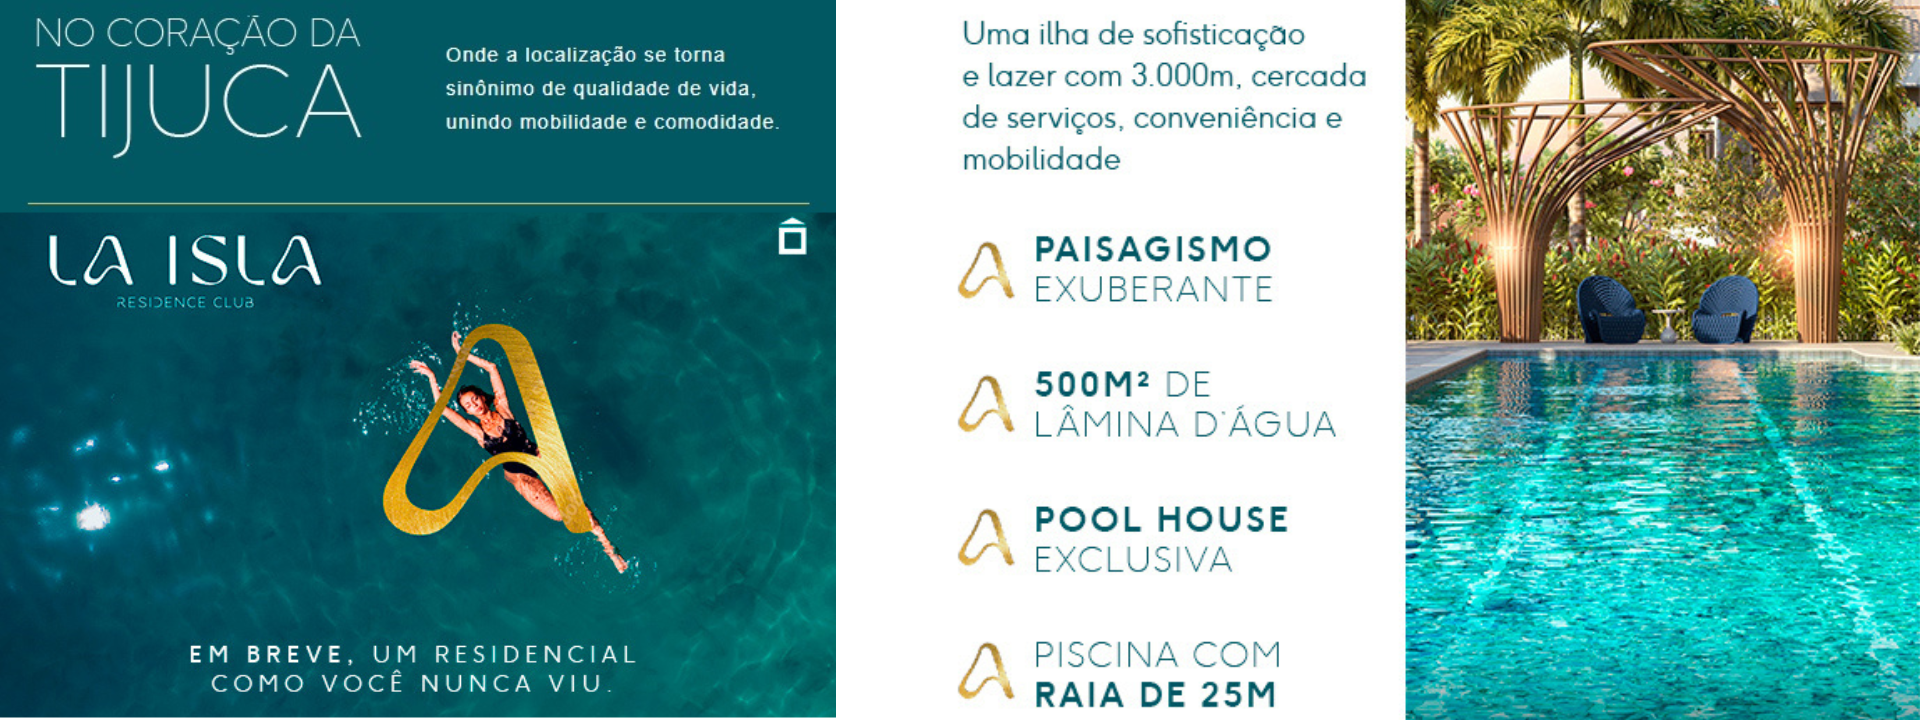 NO CORAÇÃO DA
TIJUCA
Onde a localização se torna
sinônimo de qualidade de vida,
unindo mobilidade e comodidade.
LA ISLA
RESIDENCE CLUB
EM BREVE, UM RESIDENCIAL
COMO VOCÊ NUNCA VIU.
Uma ilha de sofisticação
e lazer com 3.000m, cercada
de serviços, conveniência e
mobilidade
PAISAGISMO
EXUBERANTE
500M² DE
LÂMINA D'ÁGUA
POOL HOUSE
EXCLUSIVA
PISCINA COM
RAIA DE 25M